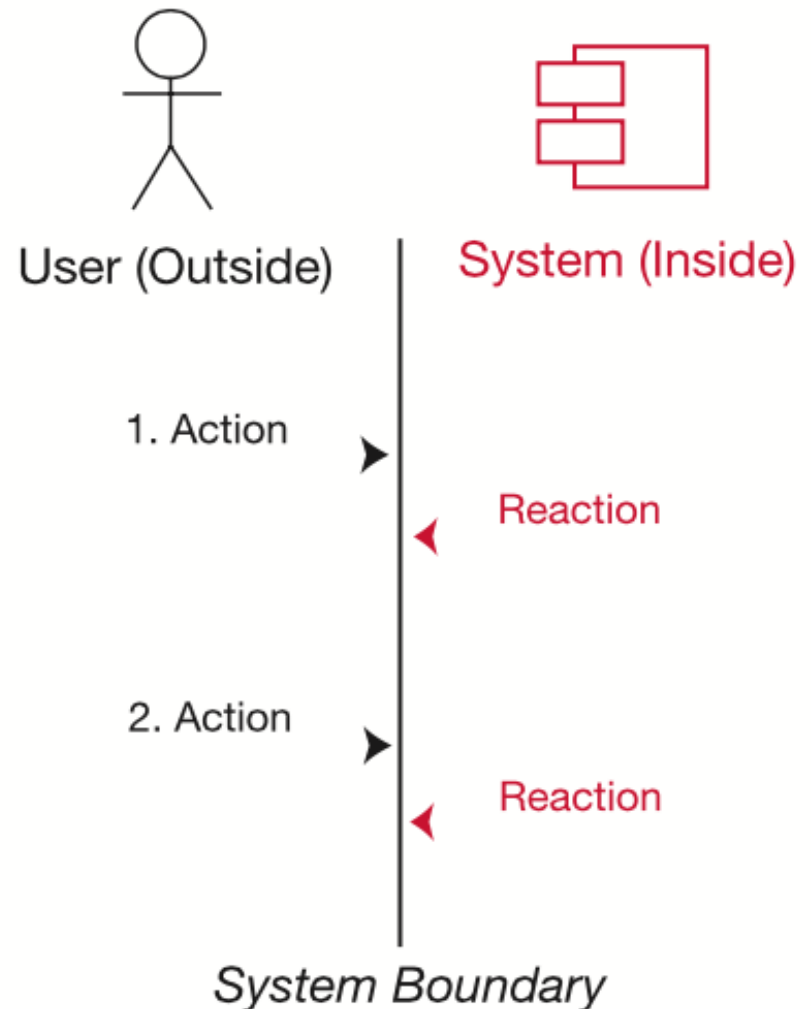 User (Outside)
System (Inside)
1. Action
Reaction
2. Action
Reaction
System Boundary